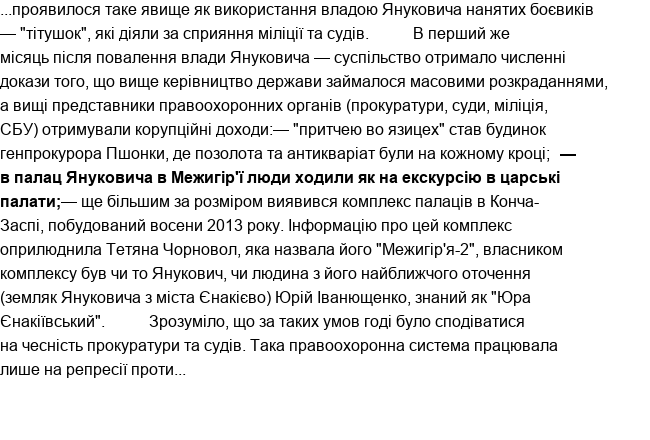 ...проявилося таке явище як використання владою Януковича нанятих боєвиків
— "тітушок", які діяли за сприяння міліції та судів. В перший же
місяць після повалення влади Януковича — суспільство отримало численні
докази того, що вище керівництво держави займалося масовими розкраданнями,
а вищі представники правоохоронних органів (прокуратури, суди, міліція,
СБУ) отримували корупційні доходи:— "притчею во язицех" став будинок
генпрокурора Пшонки, де позолота та антикваріат були на кожному кроці; —
в палац Януковича в Межигір'ї люди ходили як на екскурсію в царські
палати;— ще більшим за розміром виявився комплекс палаців в Конча-
Заспі, побудований восени 2013 року. Інформацію про цей комплекс
оприлюднила Тетяна Чорновол, яка назвала його "Межигір'я-2", власником
комплексу був чи то Янукович, чи людина з його найближчого оточення
(земляк Януковича з міста Єнакієво) Юрій Іванющенко, знаний як "Юра
Єнакіївський". Зрозуміло, що за таких умов годі було сподіватися
на чесність прокуратури та судів. Така правоохоронна система працювала
лише на репресії проти...